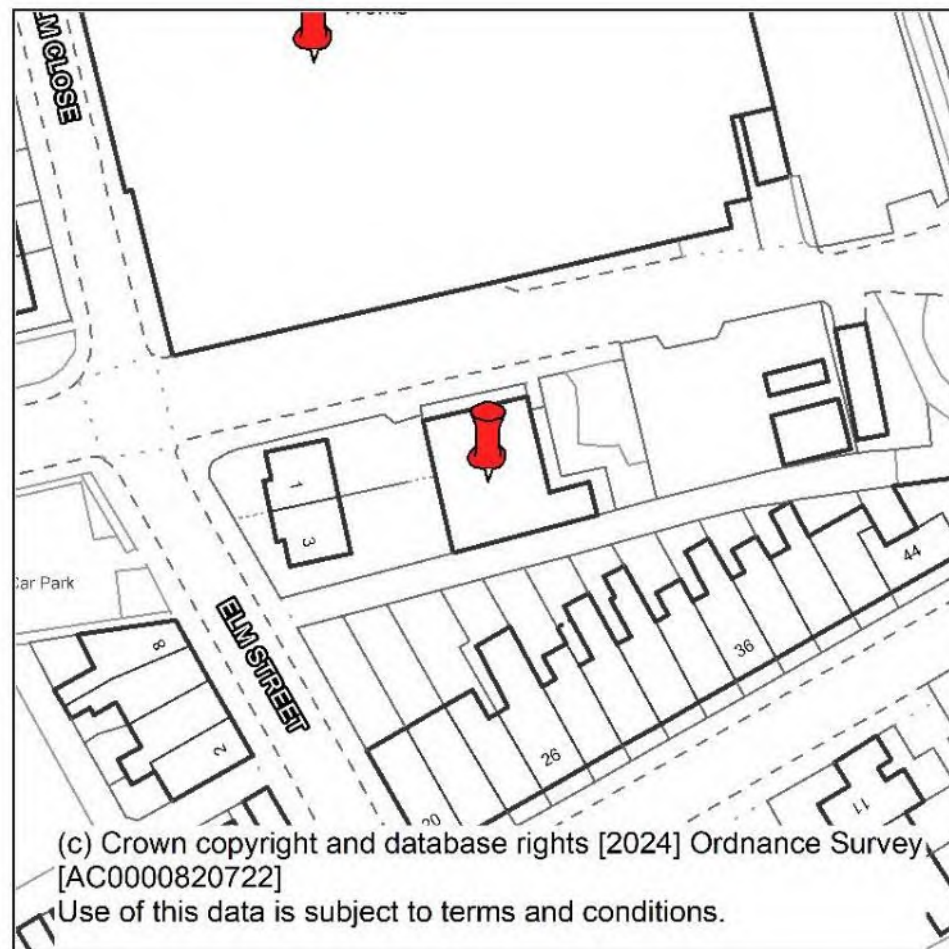 ELM CLOSE
1
3
Car Park
ELM STREET
8
2
44
36
26
20
11
(c) Crown copyright and database rights [2024] Ordnance Survey
[AC0000820722]
Use of this data is subject to terms and conditions.